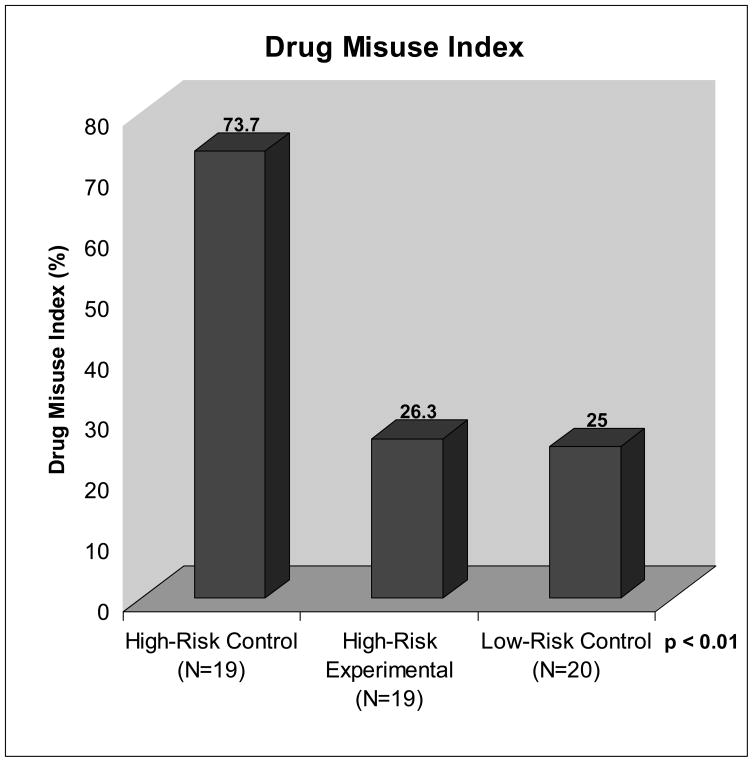 Drug Misuse Index
Drug Misuse Index (%)
80
70
60
50
40
30
20
10
0
73.7
26.3
25
High-Risk Control
(N=19)
High-Risk
Experimental
(N=19)
Low-Risk Control
(N=20)
p < 0.01